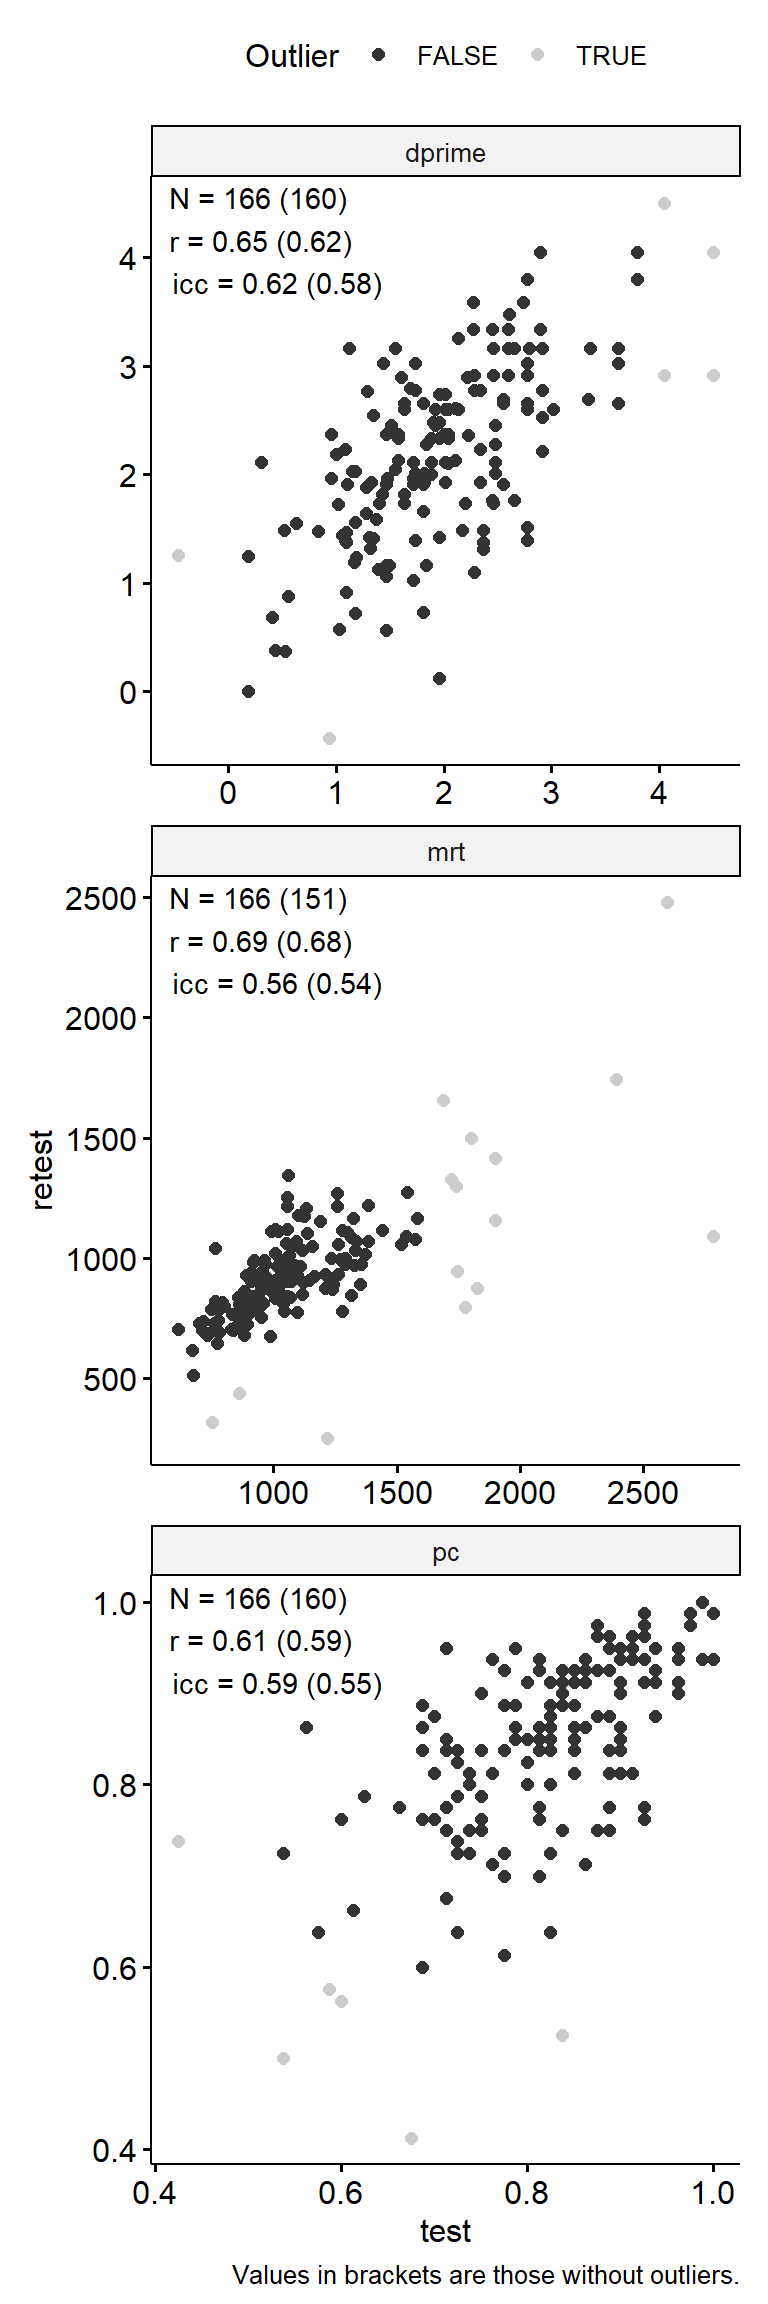 Outlier FALSE TRUE
dprime
N = 166 (160)
r = 0.65 (0.62)
icc = 0.62 (0.58)
4
3
2
1
0
0 1 2 3 4
mrt
N = 166 (151)
r = 0.69 (0.68)
icc = 0.56 (0.54)
2500
2000
1500
1000
500
1000 1500 2000 2500
retest
pc
N = 166 (160)
r = 0.61 (0.59)
icc = 0.59 (0.55)
1.0
0.8
0.6
0.4
0.4 0.6 0.8 1.0
test
Values in brackets are those without outliers.